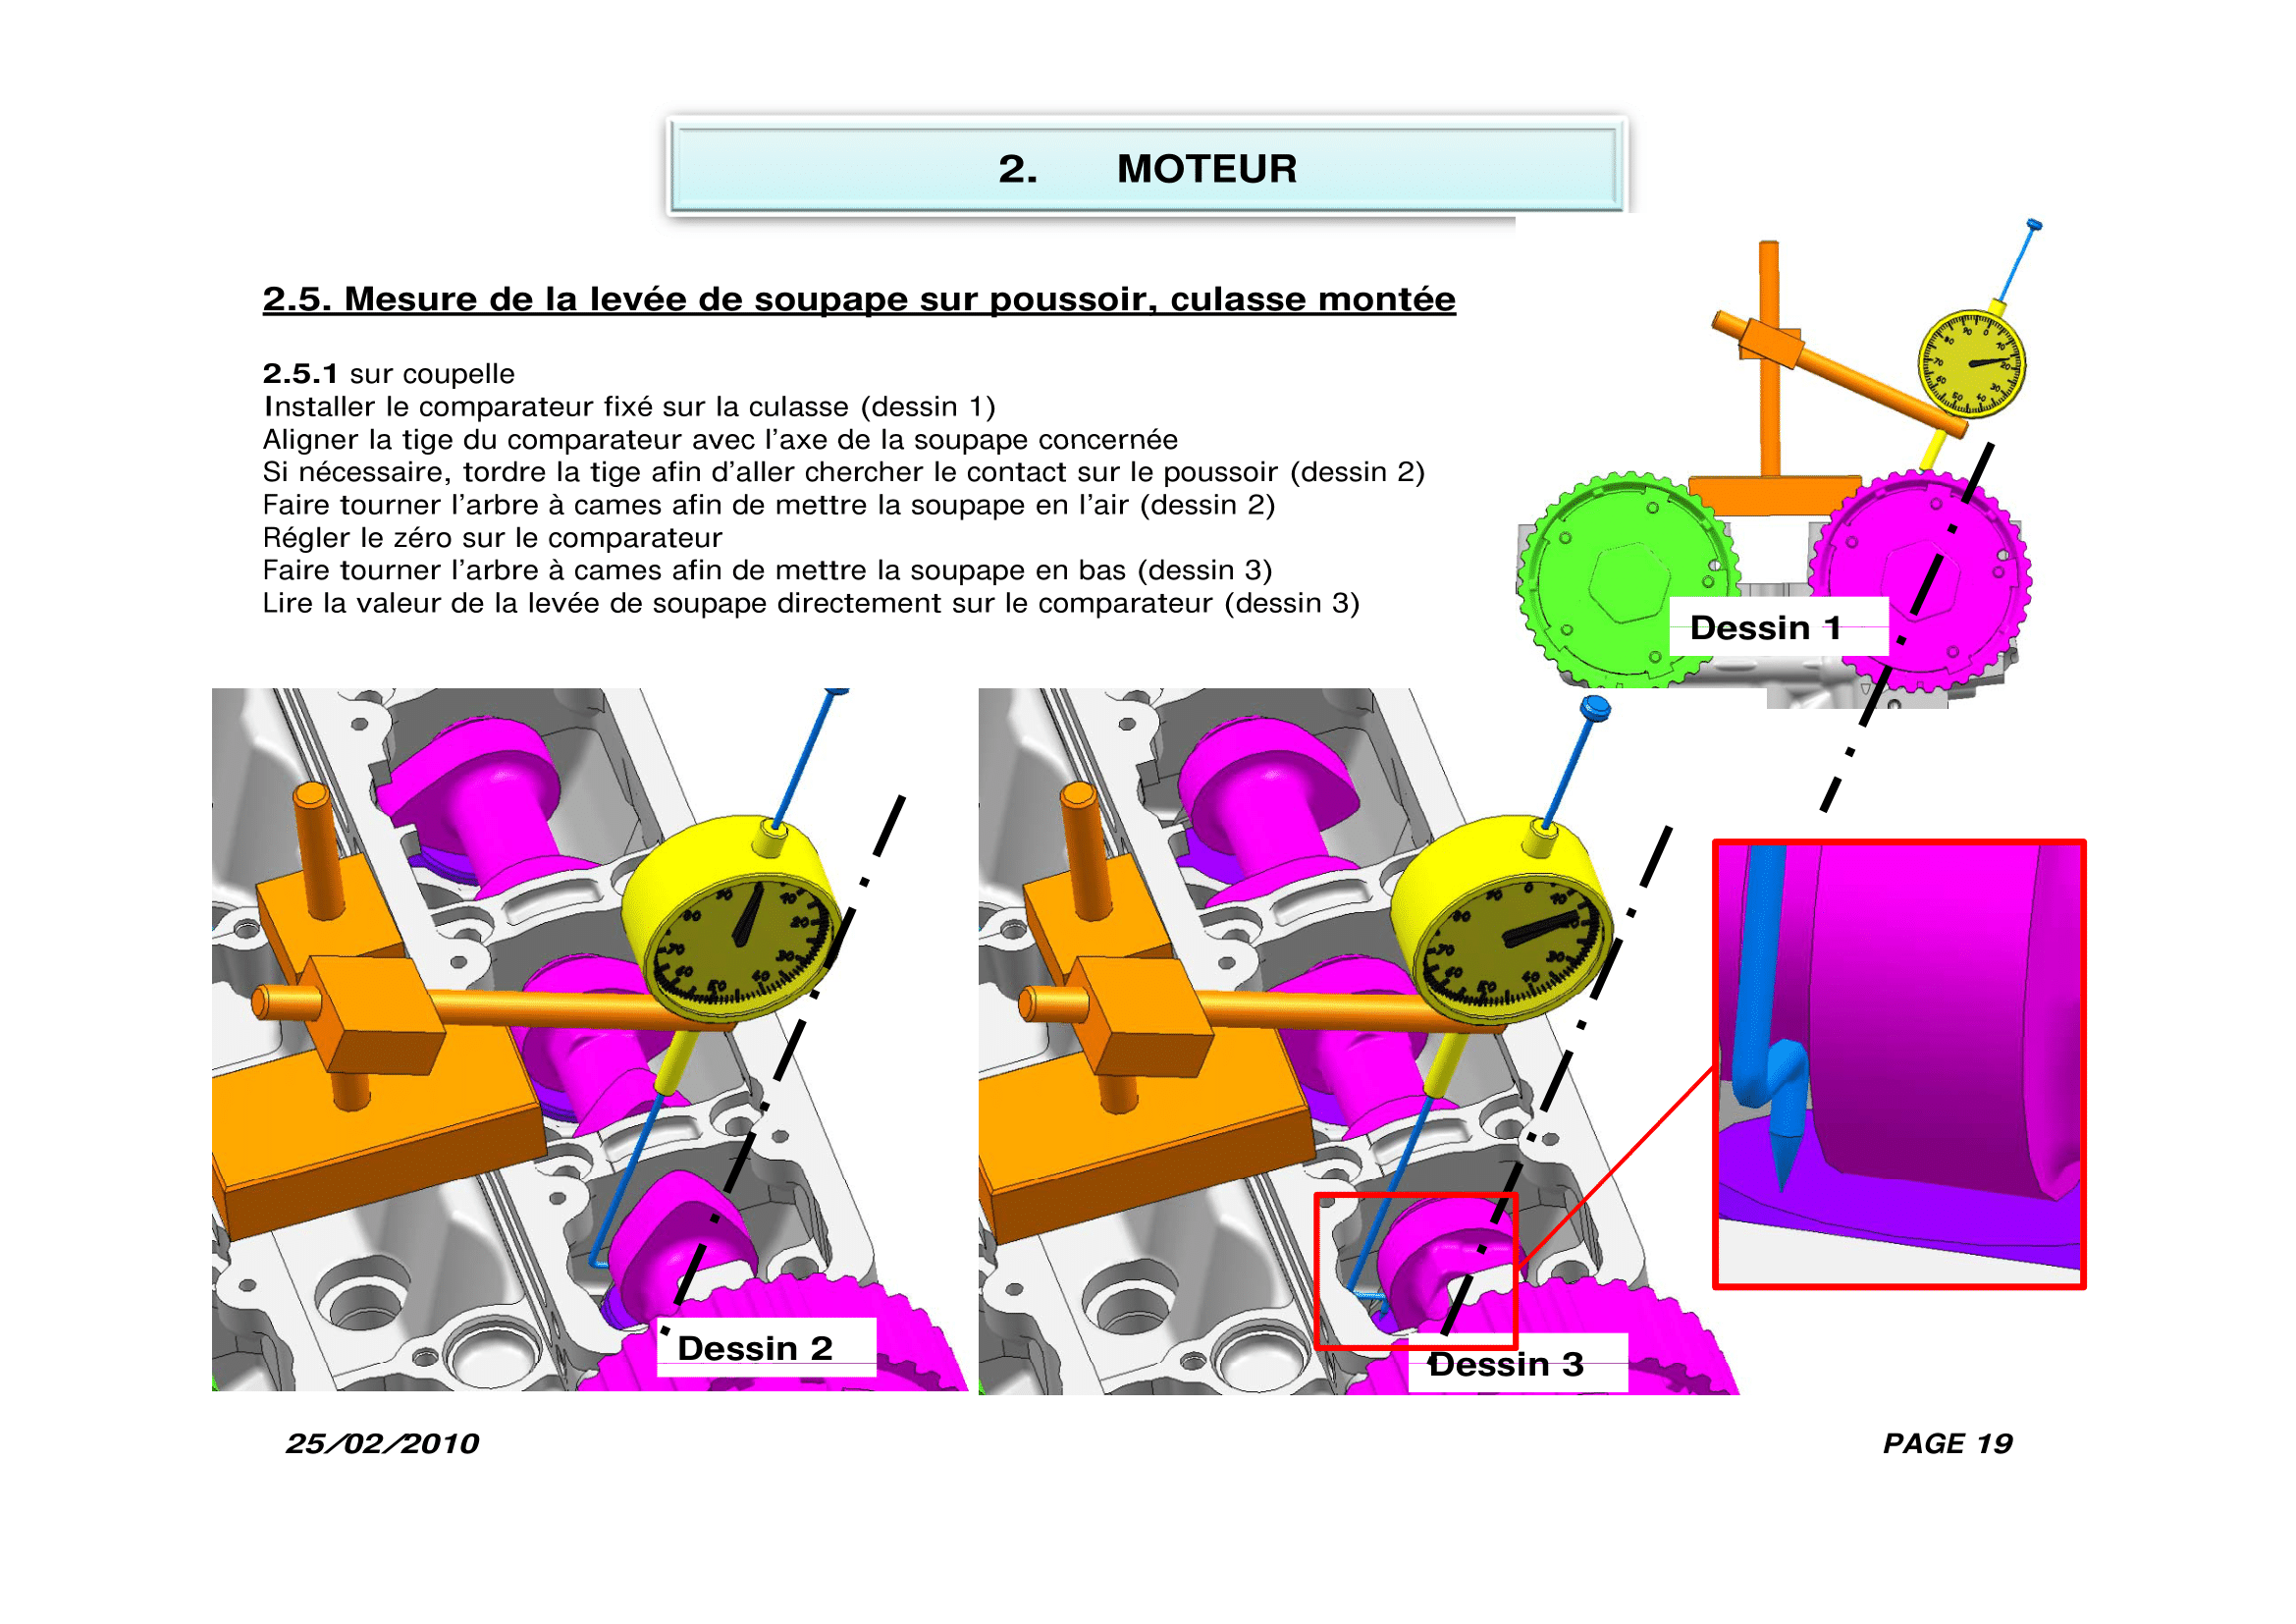 2. MOTEUR
2.5. Mesure de la levée de soupape sur poussoir, culasse montée
2.5.1 sur coupelle
Installer le comparateur fixé sur la culasse (dessin 1)
Aligner la tige du comparateur avec l’axe de la soupape concernée
Si nécessaire, tordre la tige afin d’aller chercher le contact sur le poussoir (dessin 2)
Faire tourner l’arbre à cames afin de mettre la soupape en l’air (dessin 2)
Régler le zéro sur le comparateur
Faire tourner l’arbre à cames afin de mettre la soupape en bas (dessin 3)
Lire la valeur de la levée de soupape directement sur le comparateur (dessin 3)
Dessin 1
Dessin 2
Dessin 3
25/02/2010
PAGE 19